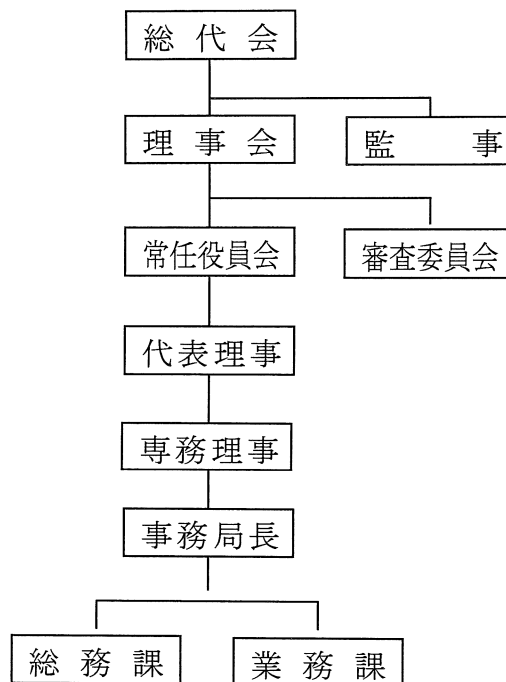 総代会
理事会
監事
常任役員会
審査委員会
代表理事
専務理事
事務局長
総務課
業務課